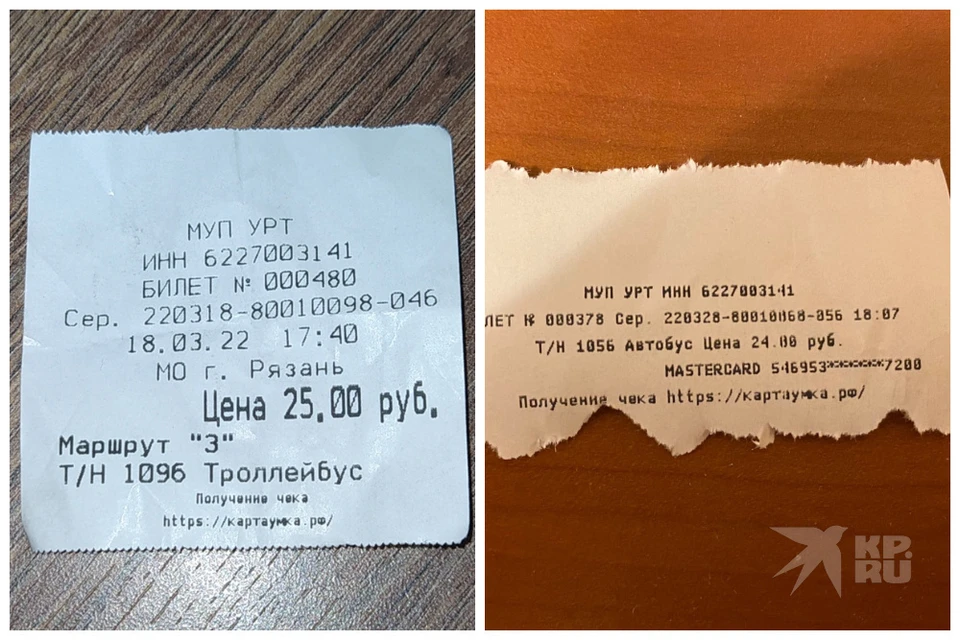 МУП УРТ
ИНН 6227003141
БИЛЕТ № 000480
Сер. 220318-80010098-046
18.03.22 17:40
МО г. Рязань
Цена 25.00 руб.
Маршрут "3"
Т/Н 1096 Троллейбус
Получение чека
https://картаумка.рф/
МУП УРТ ИНН 6227003141
ЛЕТ № 000378 Сер. 220328-80010068-056 18:07
Т/Н 1056 Автобус Цена 24.00 руб.
MASTERCARD 546953*******7200
Получение чека https://картаумка.рф/
KP.RU